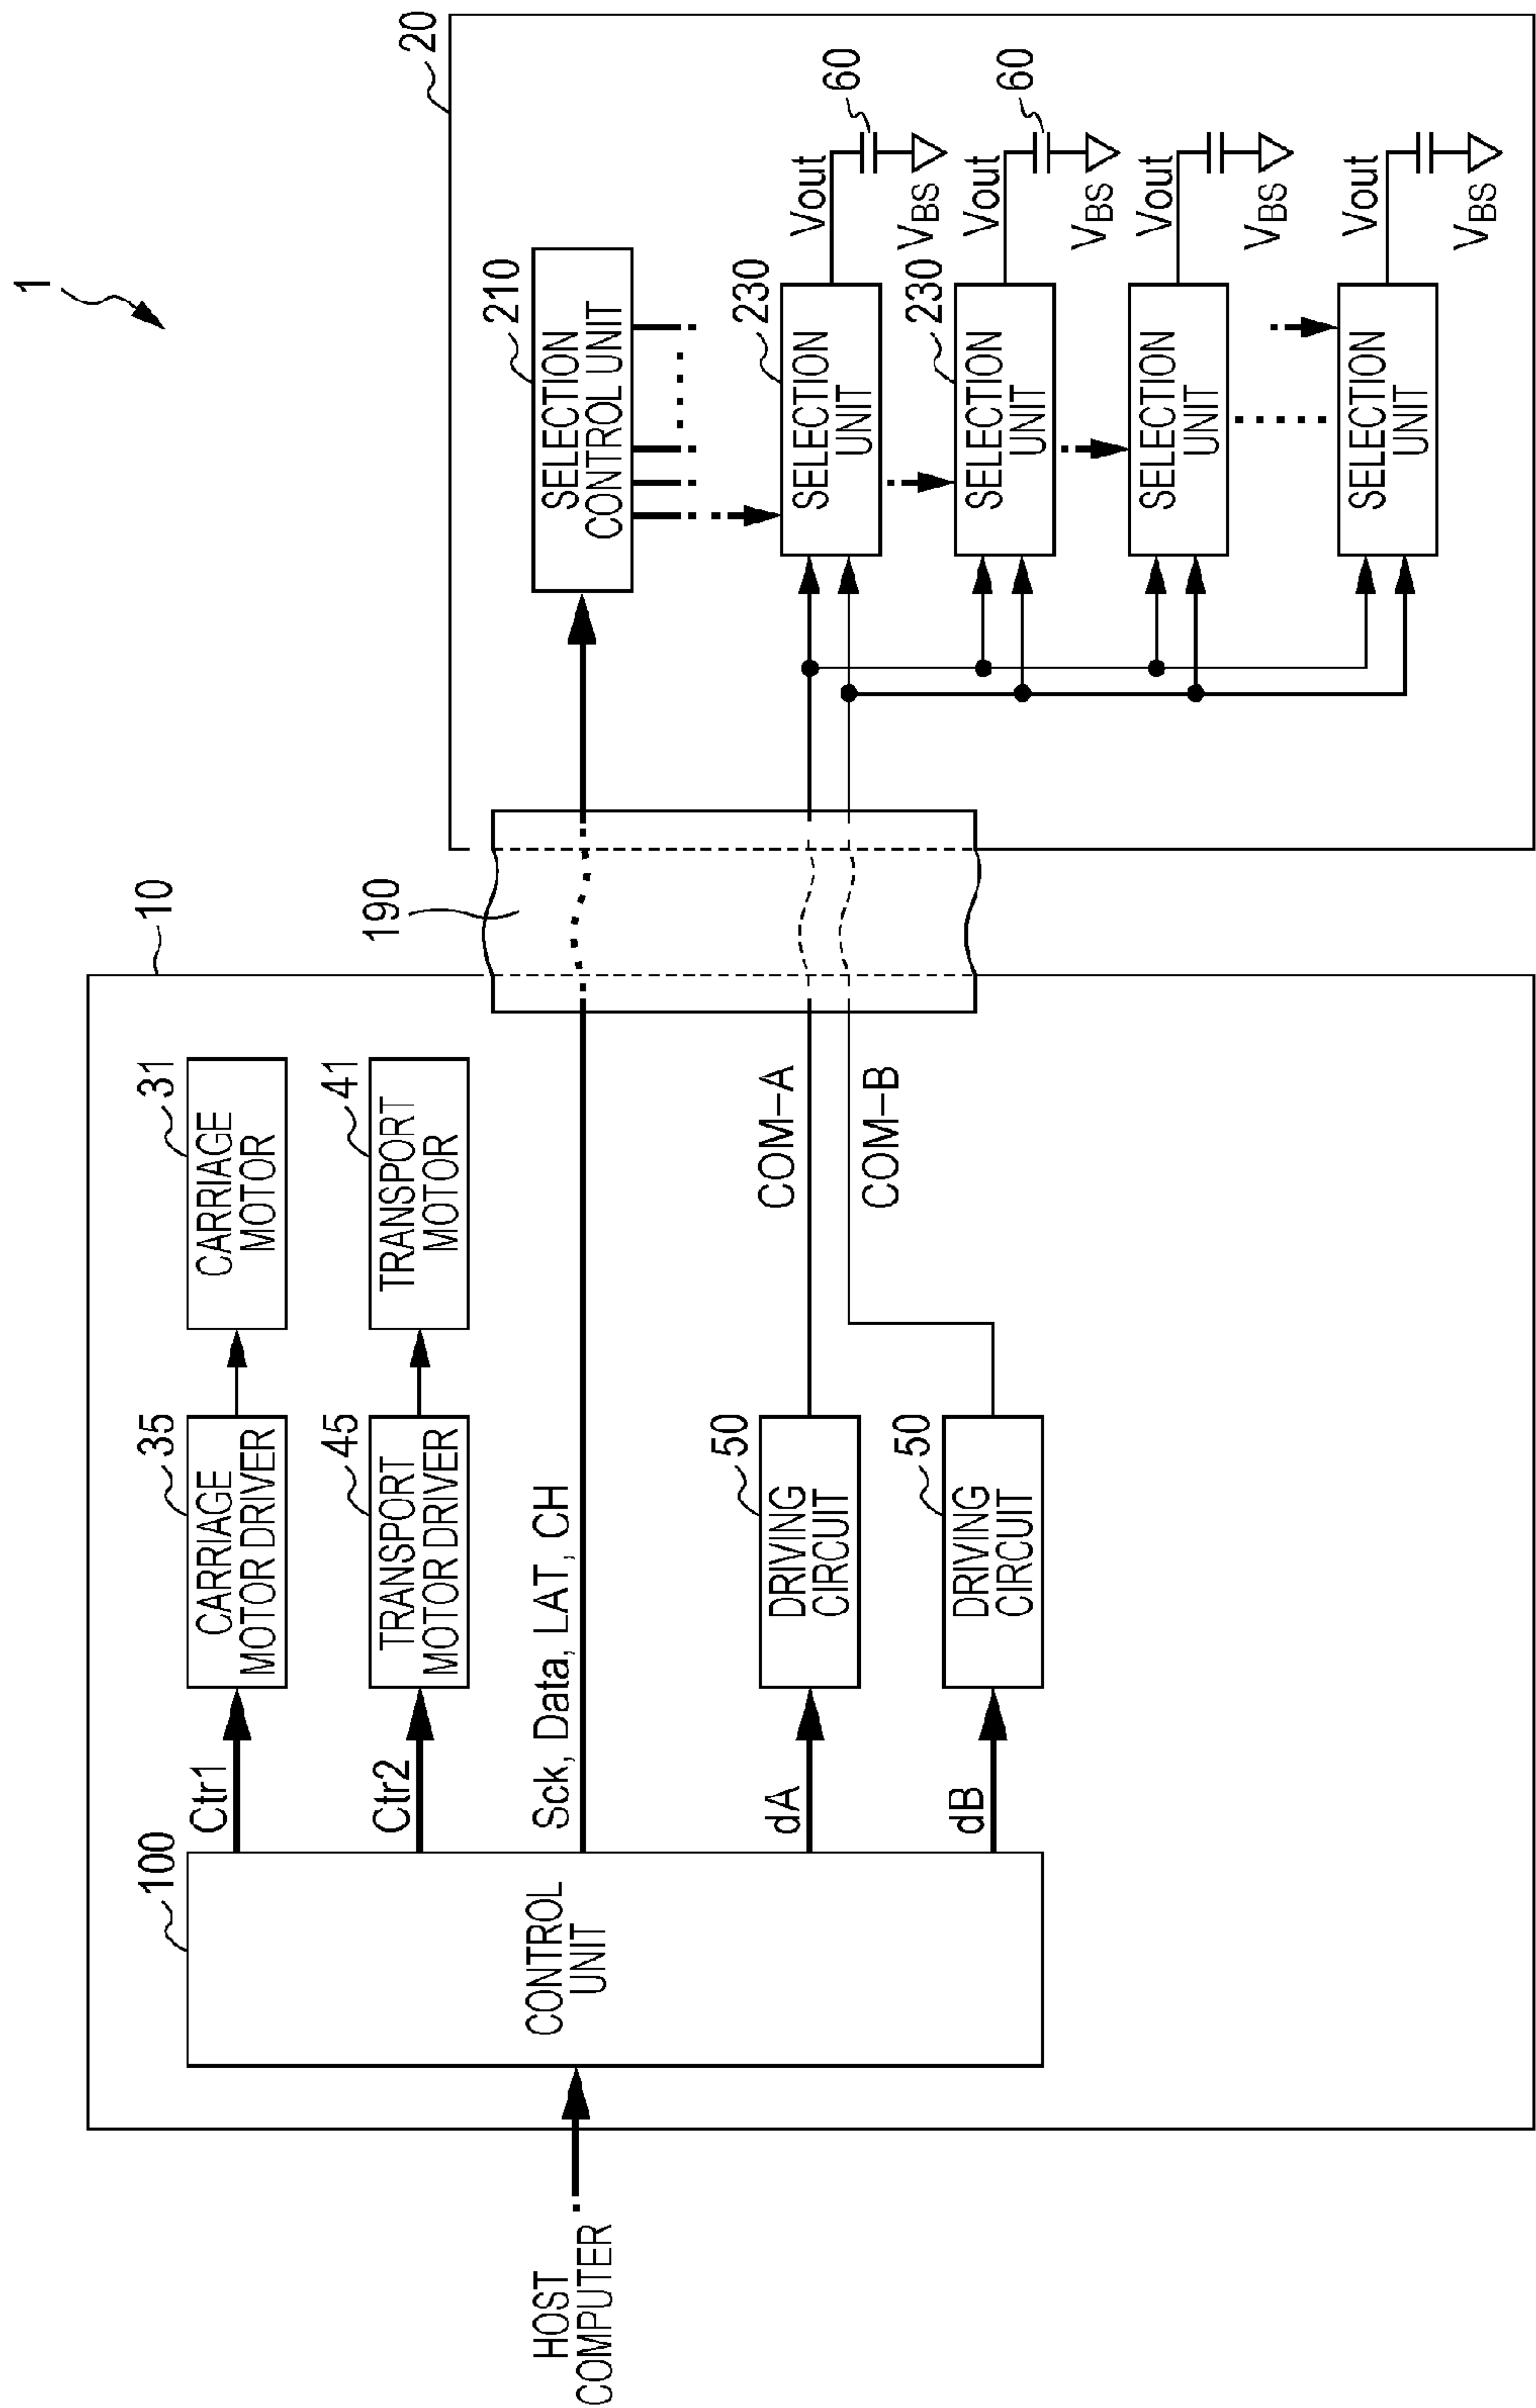 1
10
20
190
HOST
COMPUTER
100
CONTROL
UNIT
Ctr1
35
CARRIAGE
MOTOR DRIVER
31
CARRIAGE
MOTOR
Ctr2
45
TRANSPORT
MOTOR DRIVER
41
TRANSPORT
MOTOR
Sck, Data, LAT, CH
dA
50
DRIVING
CIRCUIT
COM–A
dB
50
DRIVING
CIRCUIT
COM–B
210
SELECTION
CONTROL UNIT
230
SELECTION
UNIT
Vout
60
VBS
230
SELECTION
UNIT
Vout
60
VBS
SELECTION
UNIT
Vout
VBS
SELECTION
UNIT
Vout
VBS